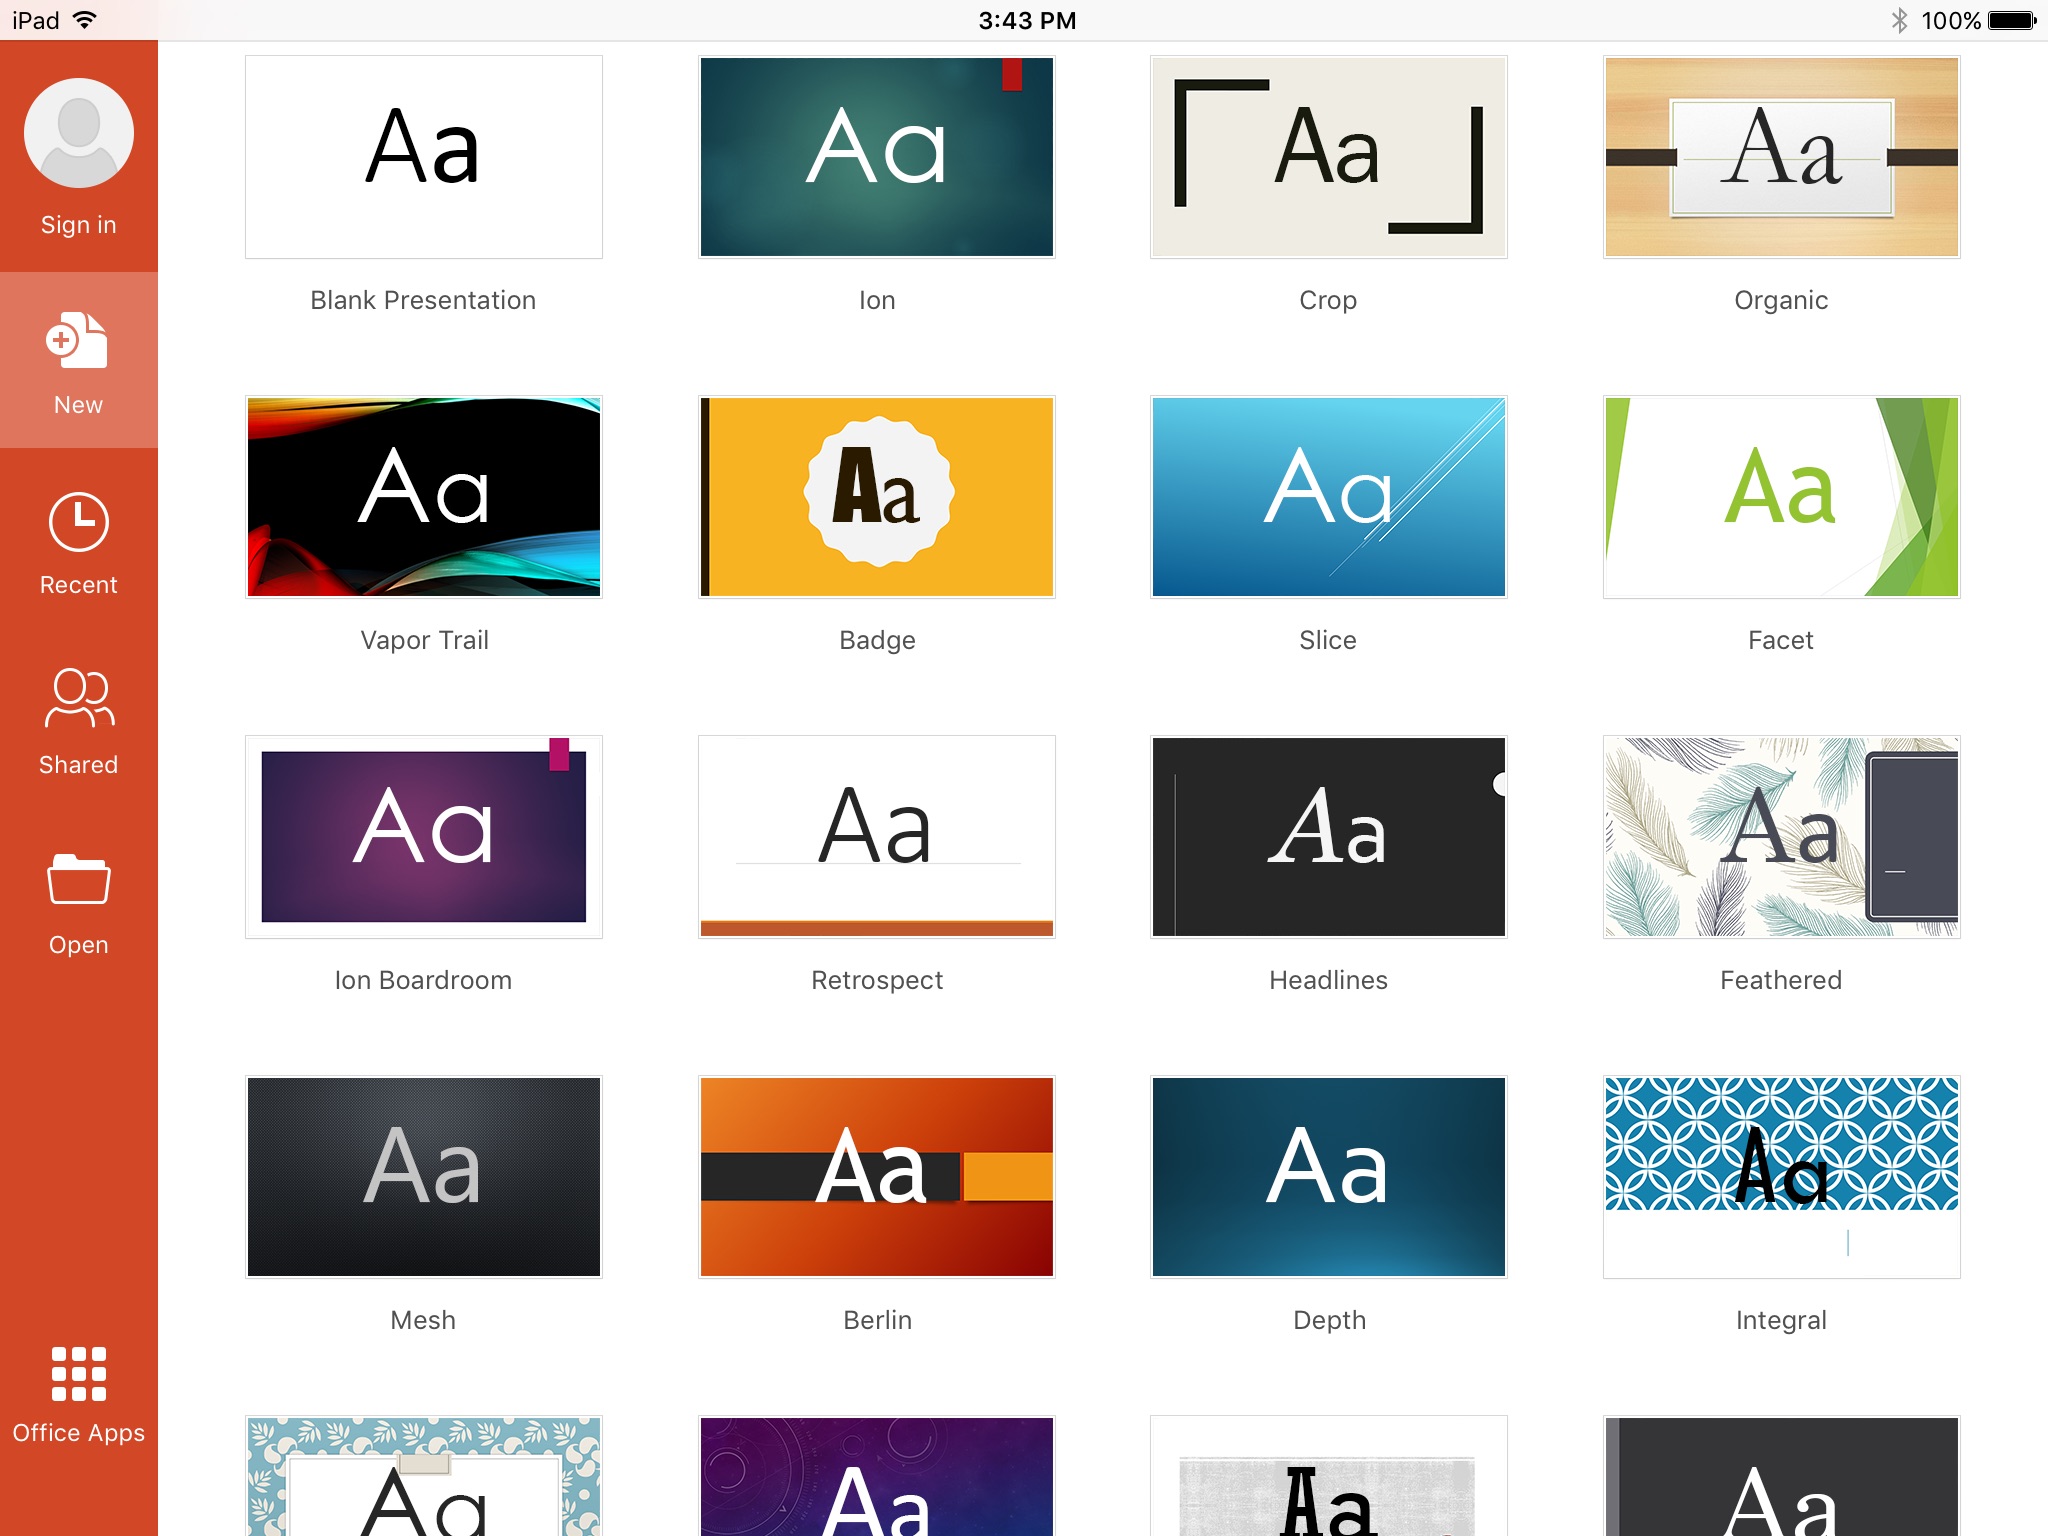 iPad 3:43 PM 100%
Sign in
New
Recent
Shared
Open
Office Apps
Aa Aa Aa Aa
Blank Presentation Ion Crop Organic
Aa Aa Aa Aa
Vapor Trail Badge Slice Facet
Aa Aa Aa Aa
Ion Boardroom Retrospect Headlines Feathered
Aa Aa Aa Aa
Mesh Berlin Depth Integral
Aa Aa Aa Aa